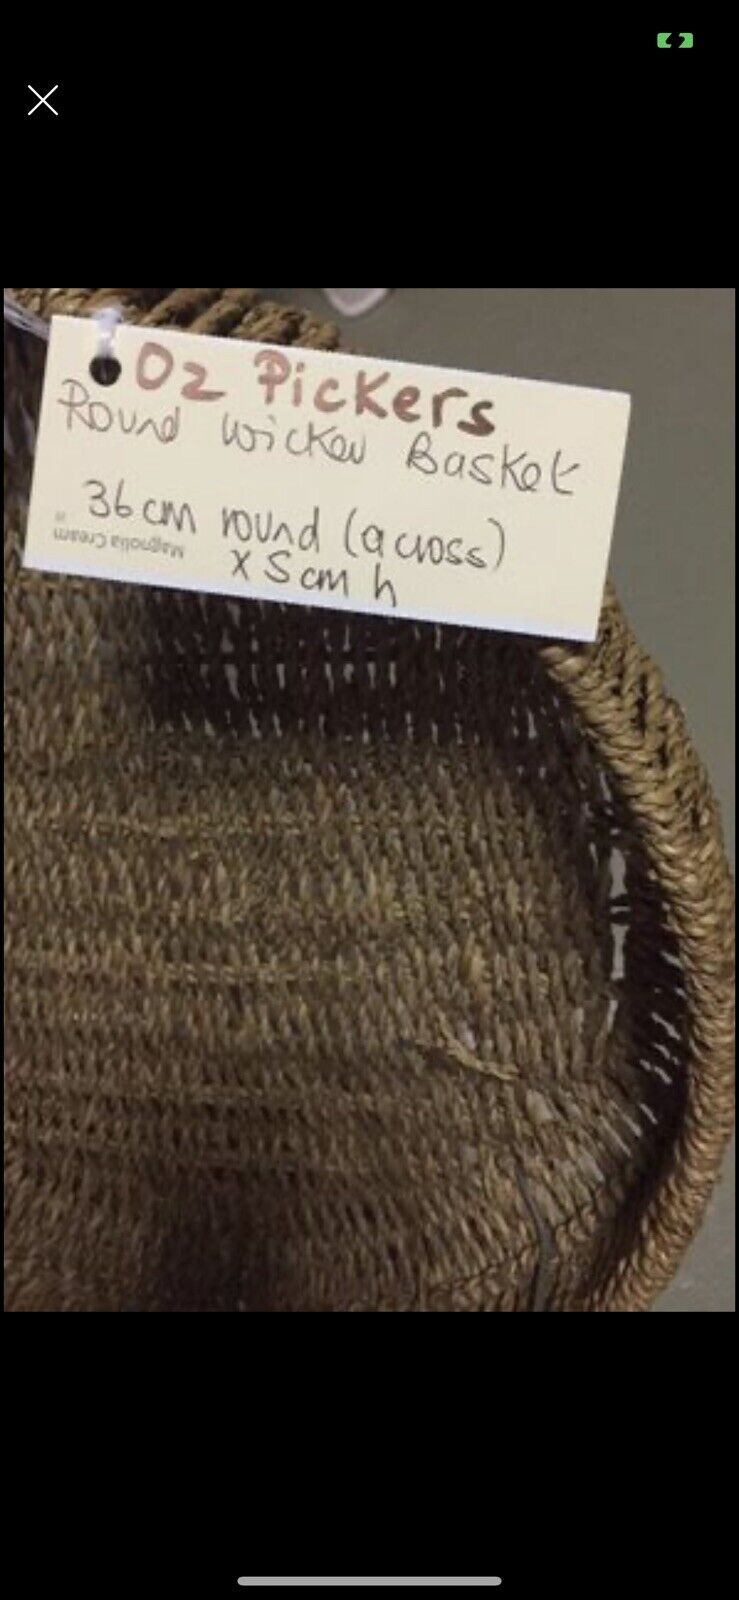 Oz Pickers
Round Wicker Basket
36cm round (across)
x 5cm h
Magnolia Cream